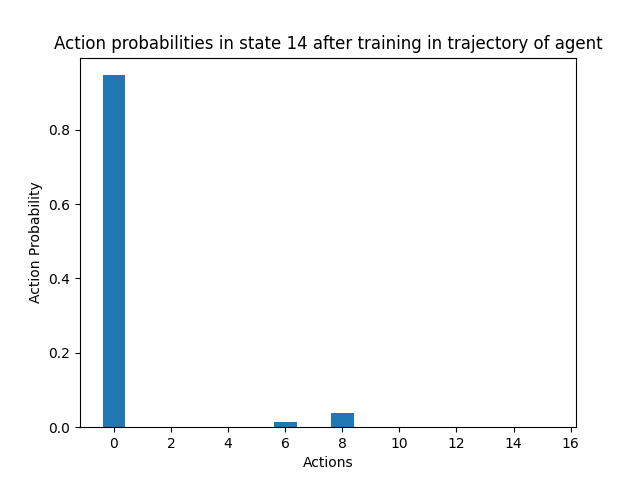 Action probabilities in state 14 after training in trajectory of agent
Action Probability
0.8
0.6
0.4
0.2
0.0
0 2 4 6 8 10 12 14 16
Actions